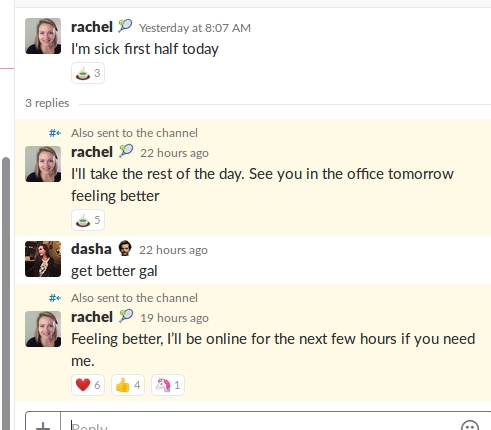 rachel Yesterday at 8:07 AM
I'm sick first half today
3
3 replies
Also sent to the channel
rachel 22 hours ago
I'll take the rest of the day. See you in the office tomorrow
feeling better
5
dasha 22 hours ago
get better gal
Also sent to the channel
rachel 19 hours ago
Feeling better, I'll be online for the next few hours if you need
me.
6 4 1
Reply